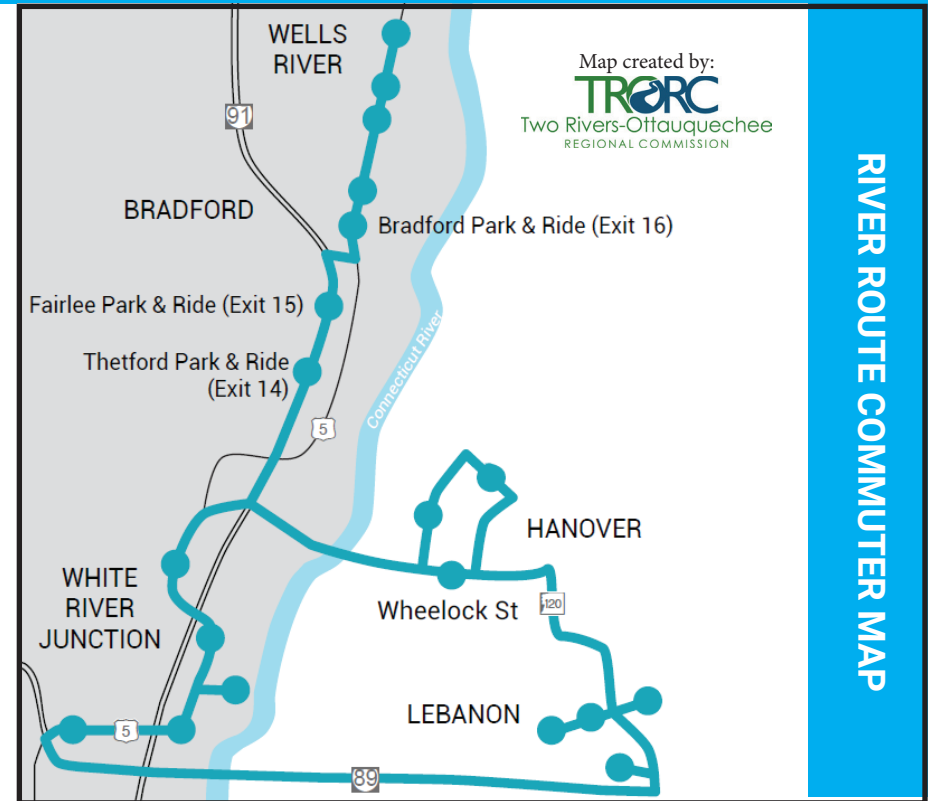 WELLS
RIVER
Map created by:
TRORC
Two Rivers-Ottauquechee
REGIONAL COMMISSION
91
BRADFORD
Bradford Park & Ride (Exit 16)
Fairlee Park & Ride (Exit 15)
Thetford Park & Ride
(Exit 14)
Connecticut River
5
HANOVER
WHITE
RIVER
JUNCTION
Wheelock St
120
LEBANON
5
89
RIVER ROUTE COMMUTER MAP